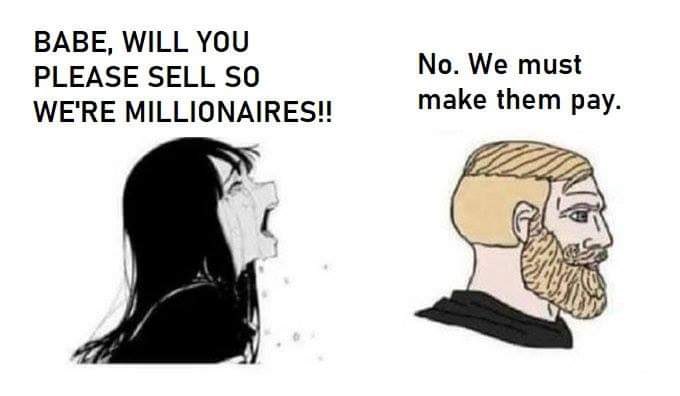 BABE, WILL YOU
PLEASE SELL SO
WE'RE MILLIONAIRES!!
No. We must
make them pay.